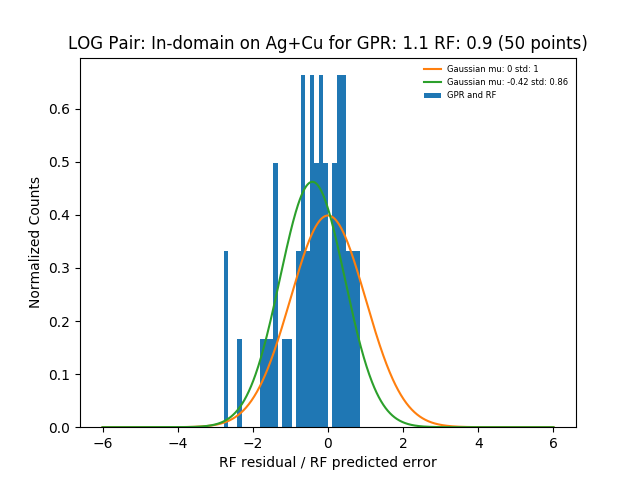 LOG Pair: In-domain on Ag+Cu for GPR: 1.1 RF: 0.9 (50 points)
Gaussian mu: 0 std: 1
Gaussian mu: -0.42 std: 0.86
GPR and RF
Normalized Counts
0.6
0.5
0.4
0.3
0.2
0.1
0.0
−6 −4 −2 0 2 4 6
RF residual / RF predicted error